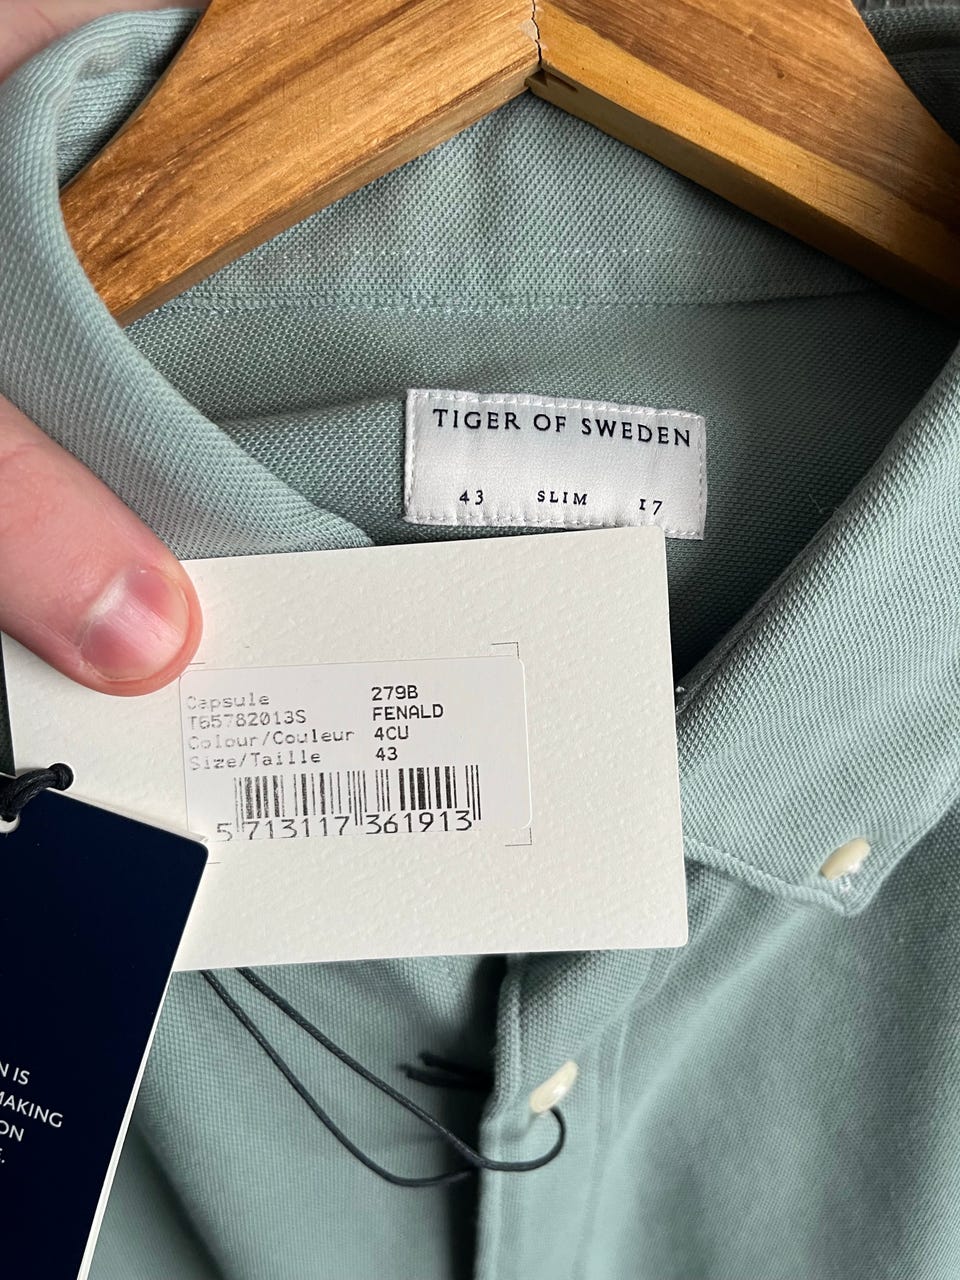 TIGER OF SWEDEN
43 SLIM 17
Capsule 279B
T65782013S FENALD
Colour/Couleur 4CU
Size/Taille 43
5 713117 361913
N IS
MAKING
ON
E.